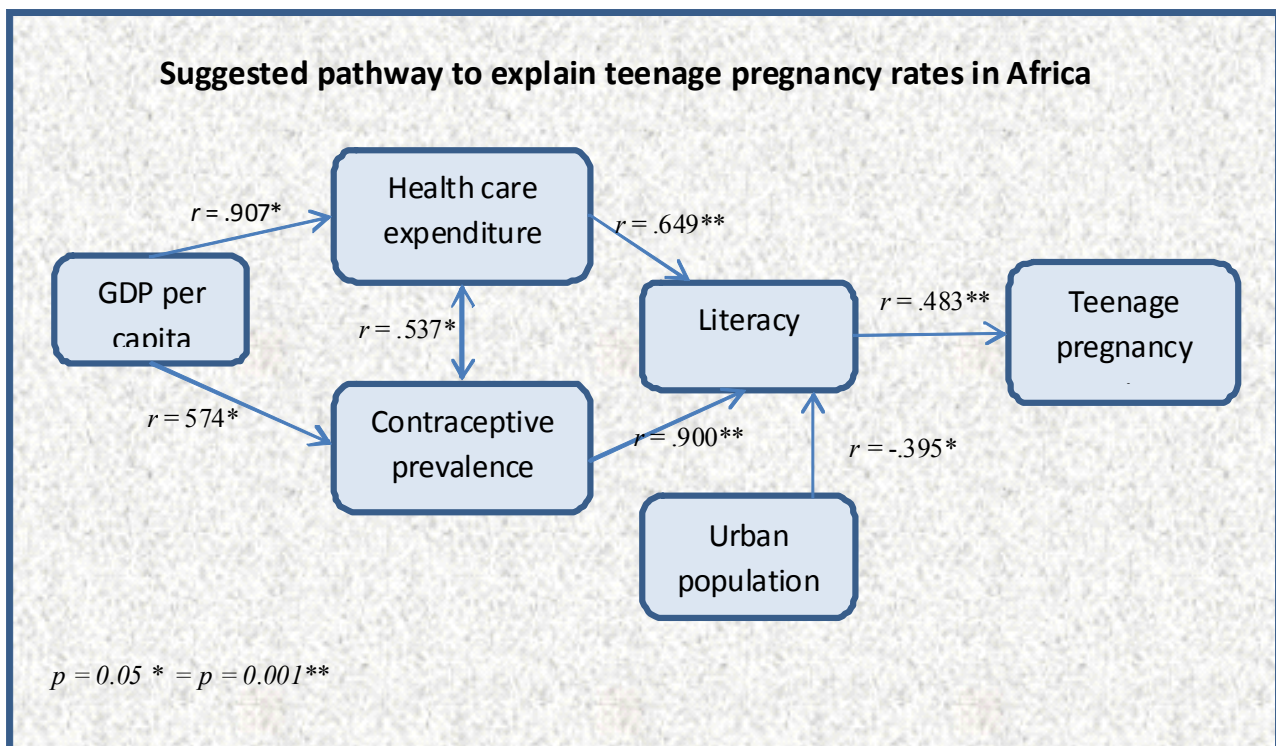 Suggested pathway to explain teenage pregnancy rates in Africa
Health care
expenditure
r = .907*
r = .649**
GDP per
capita
r = .537*
Literacy
r = .483**
Teenage
pregnancy
r = 574*
Contraceptive
prevalence
r = .900**
r = -.395*
Urban
population
p = 0.05 * = p = 0.001**